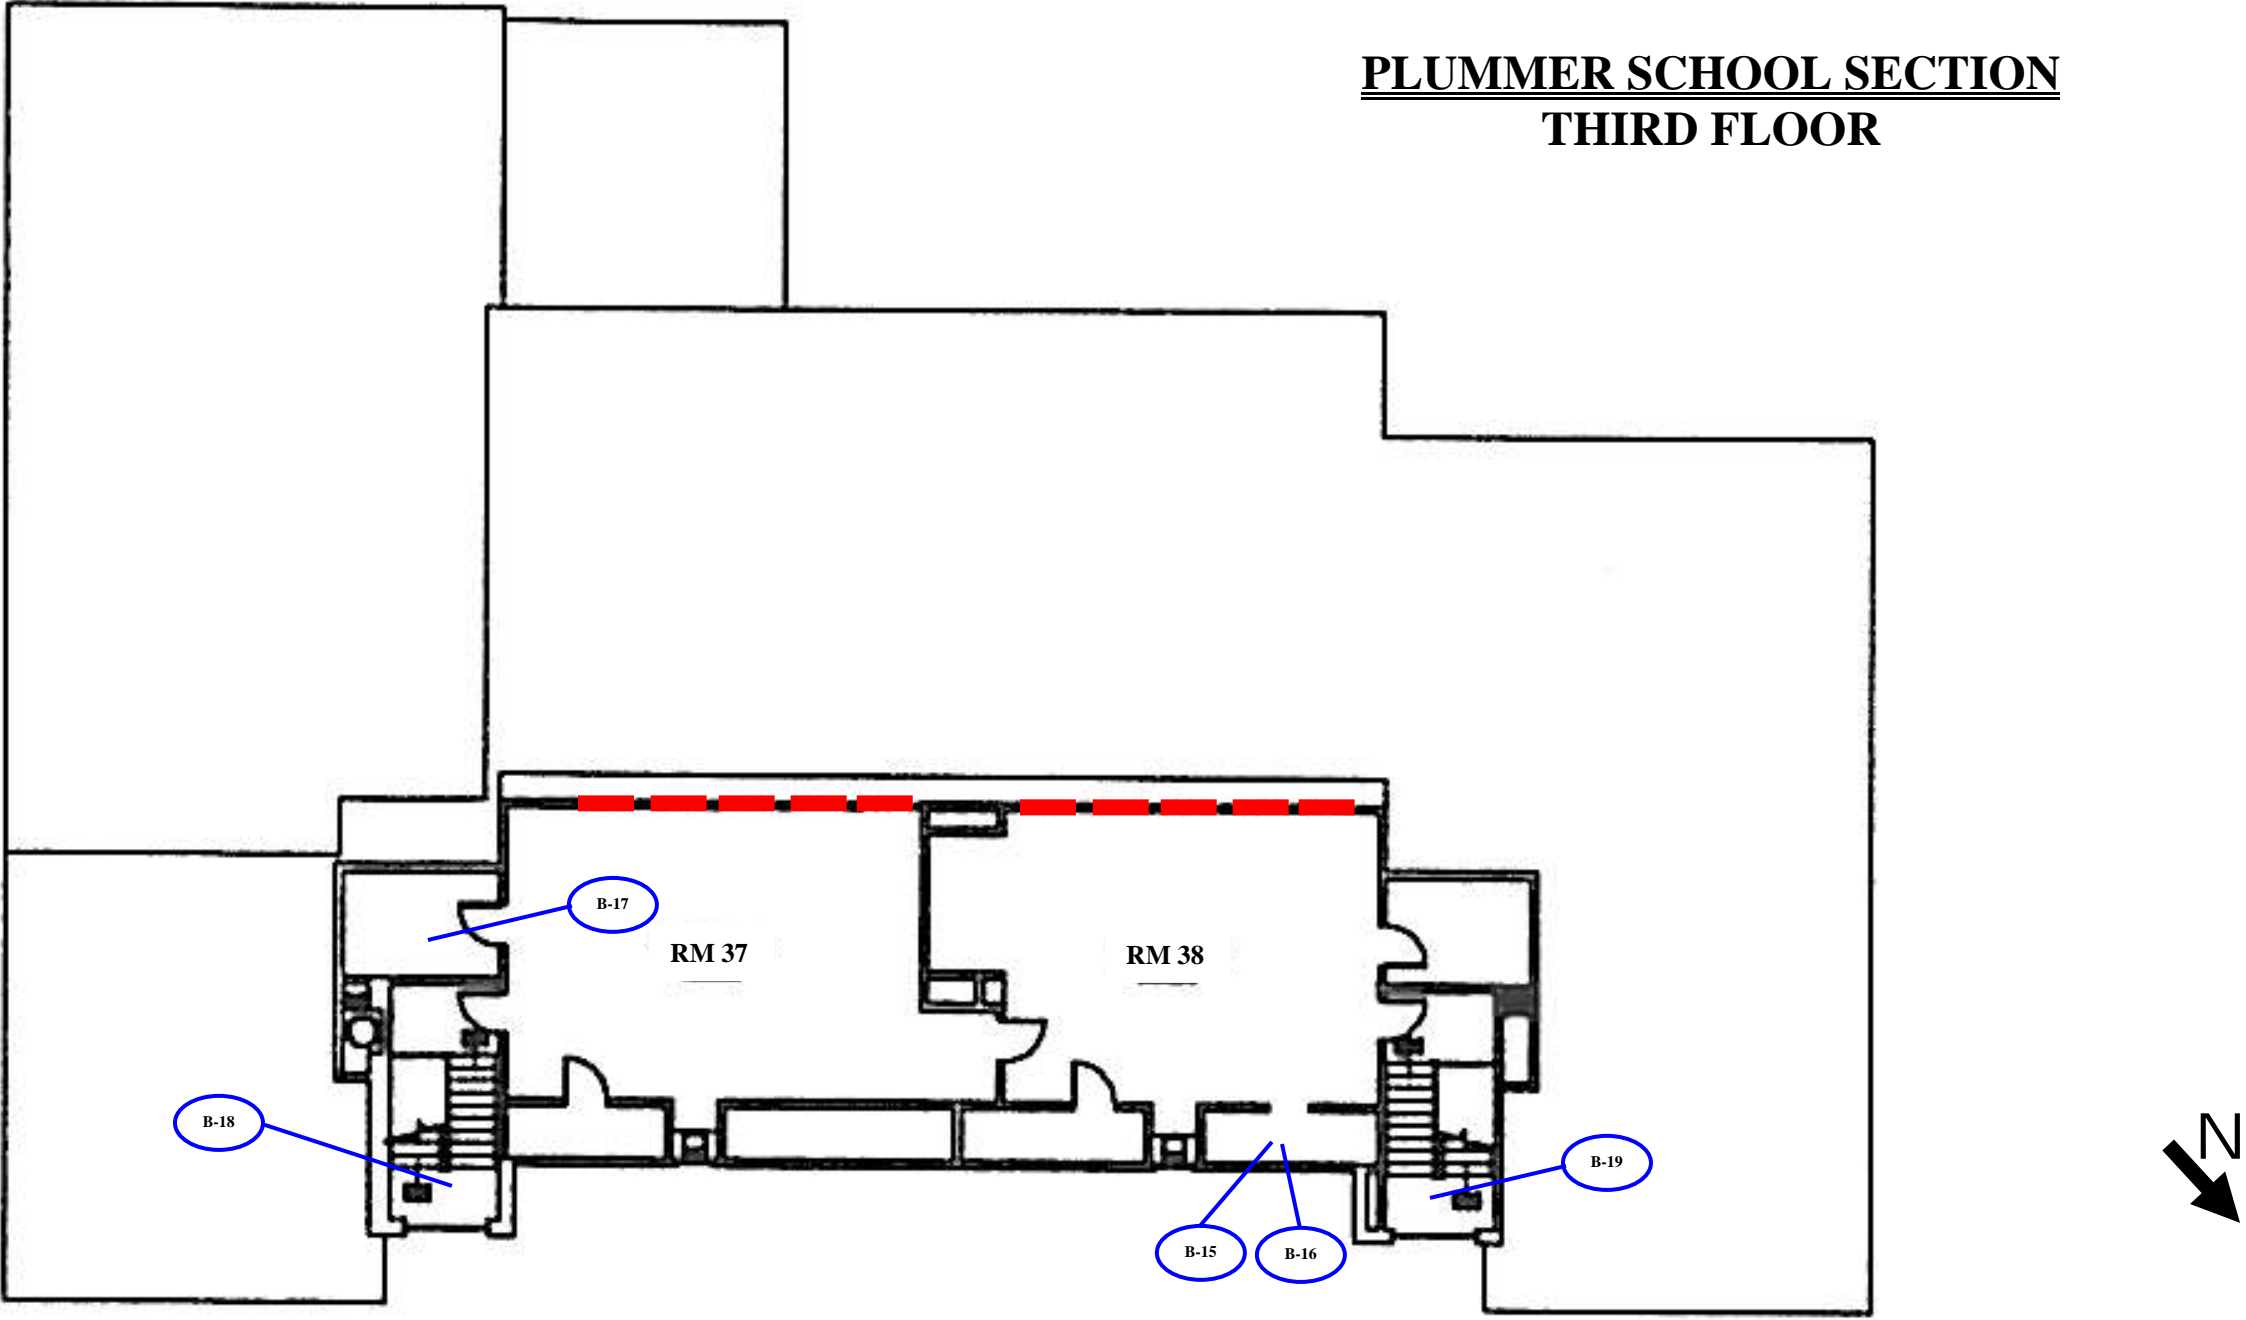 PLUMMER SCHOOL SECTION
THIRD FLOOR
B-17
RM 37
RM 38
B-18
B-19
B-15
B-16
N